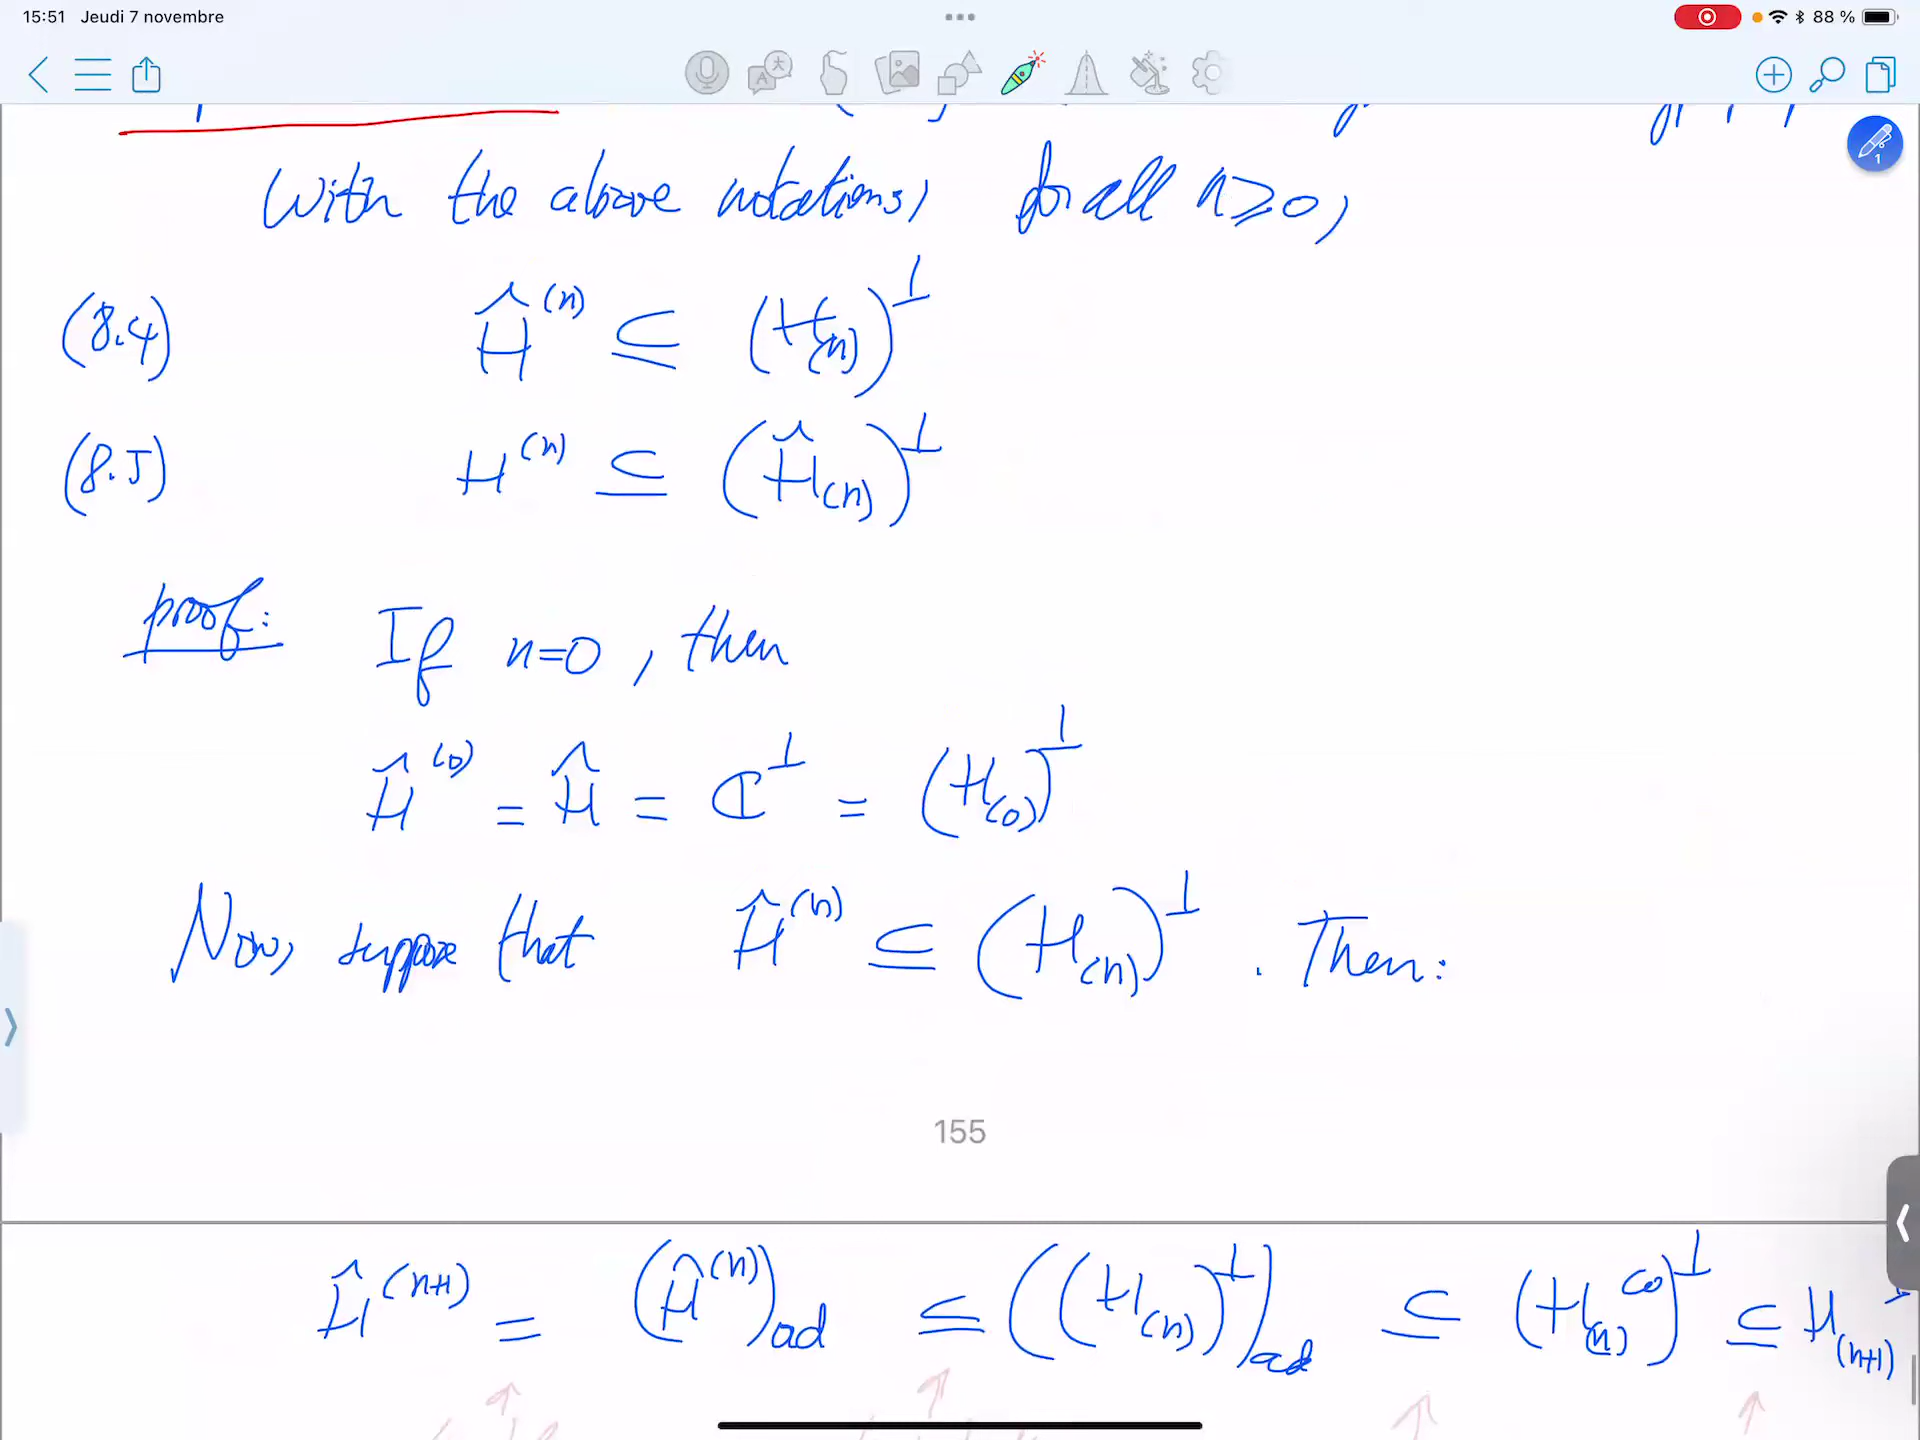 15:51 Jeudi 7 novembre 88 %
With the above notations, for all n ≥ 0,
(8.4) Ĥ^(n) ⊆ (H_(n))^⊥
(8.5) H^(n) ⊆ (Ĥ_(n))^⊥
proof: If n=0, then
Ĥ^(0) = Ĥ = ℂ^⊥ = (H_(0))^⊥
Now, suppose that Ĥ^(n) ⊆ (H_(n))^⊥. Then:
155
Ĥ^(n+1) = (Ĥ^(n))_ad ⊆ ((H_(n))^⊥)_ad ⊆ (H_(n)^co)^⊥ ⊆ H_(n+1)^⊥